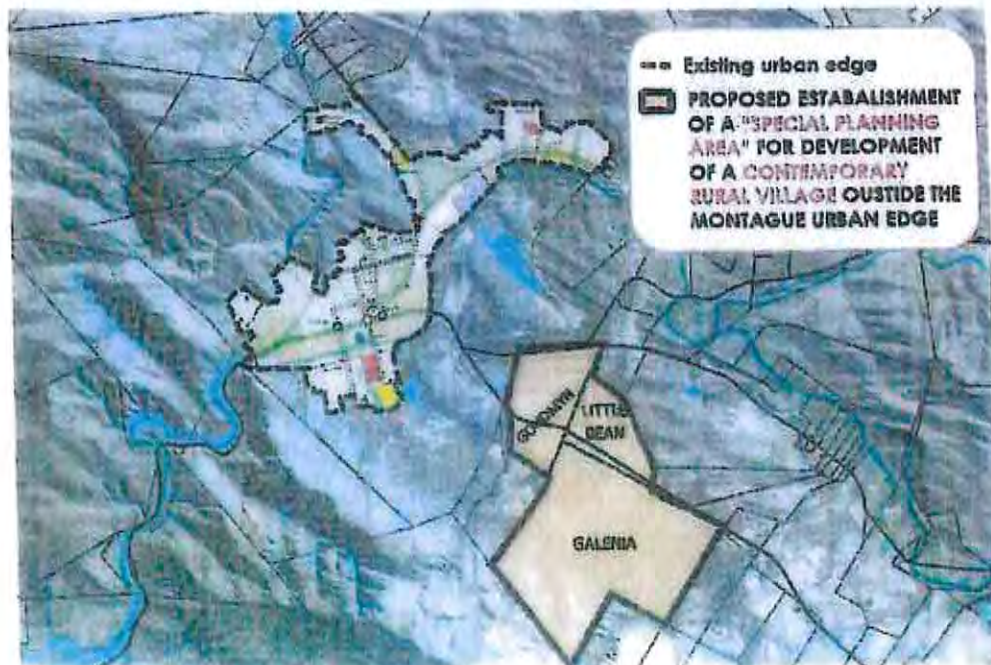 Existing urban edge
PROPOSED ESTABALISHMENT
OF A "SPECIAL PLANNING
AREA" FOR DEVELOPMENT
OF A CONTEMPORARY
RURAL VILLAGE OUSTIDE THE
MONTAGUE URBAN EDGE
LITTLE
BEAN
GALENIA